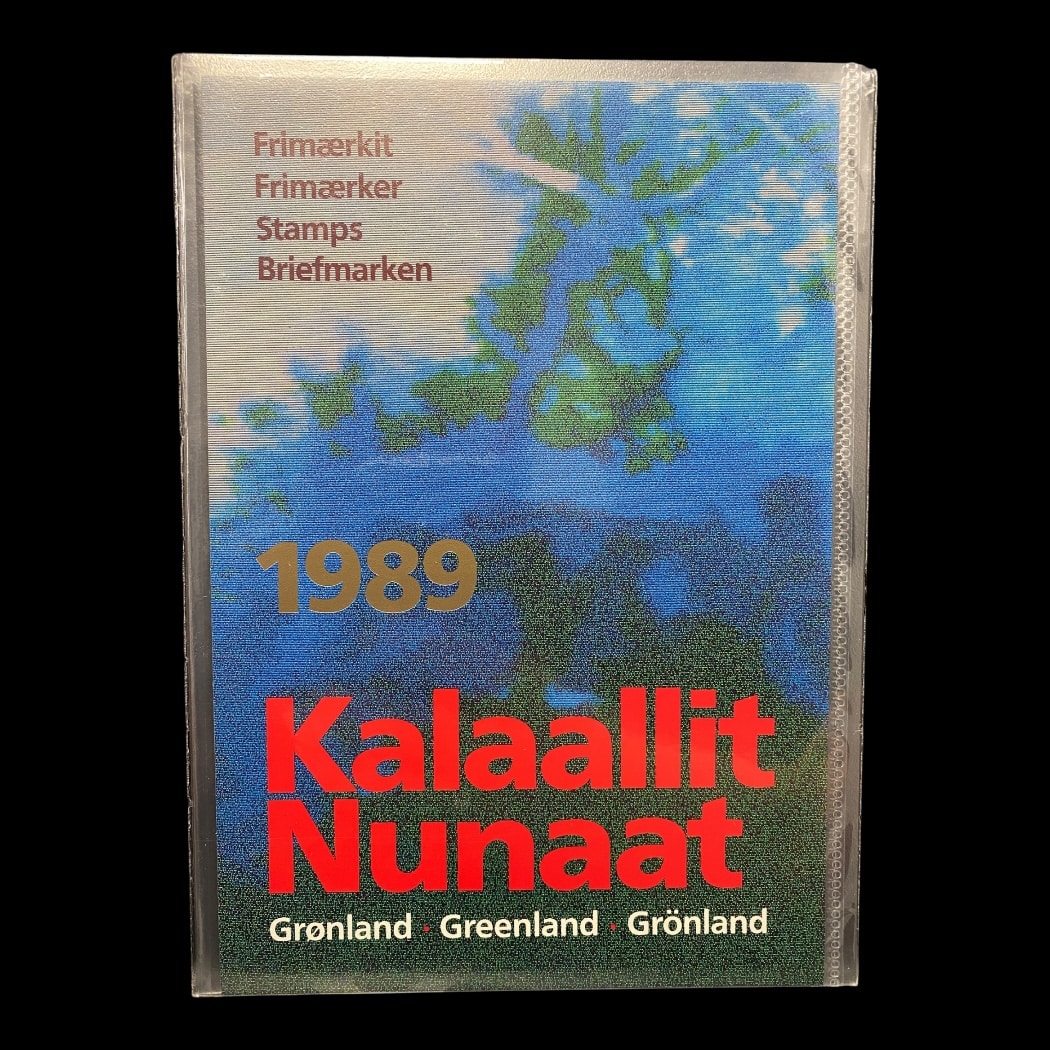 Frimærkit
Frimærker
Stamps
Briefmarken
1989
Kalaallit
Nunaat
Grønland · Greenland · Grönland